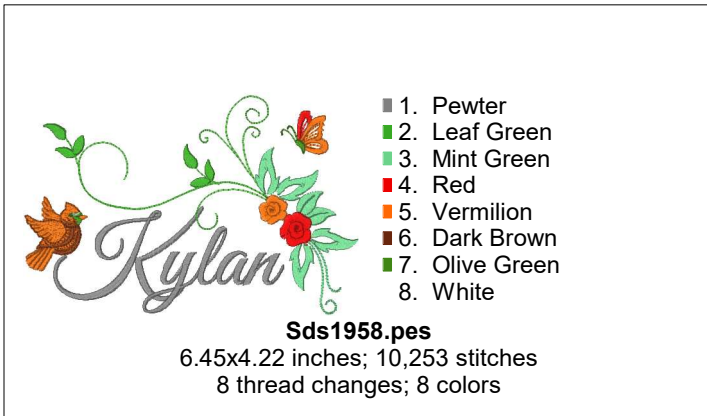 Kylan
1. Pewter
2. Leaf Green
3. Mint Green
4. Red
5. Vermilion
6. Dark Brown
7. Olive Green
8. White
Sds1958.pes
6.45x4.22 inches; 10,253 stitches
8 thread changes; 8 colors